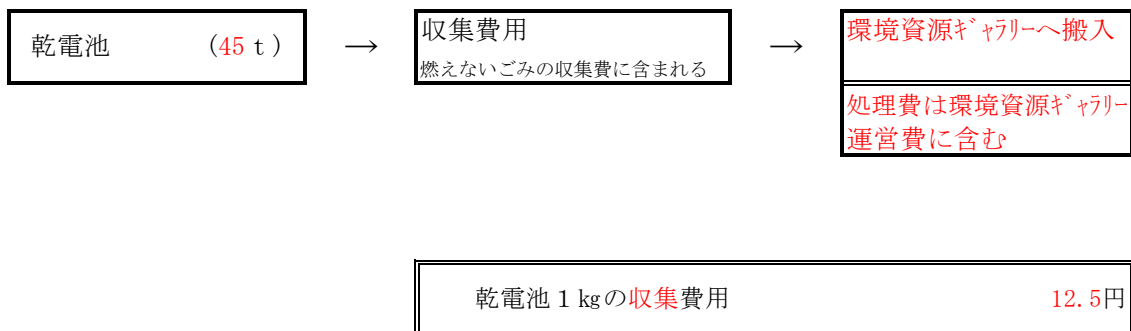 乾電池 (45ｔ) → 収集費用 → 環境資源ｷﾞｬﾗﾘｰへ搬入
燃えないごみの収集費に含まれる
処理費は環境資源ｷﾞｬﾗﾘｰ
運営費に含む
乾電池１㎏の収集費用 12.5円